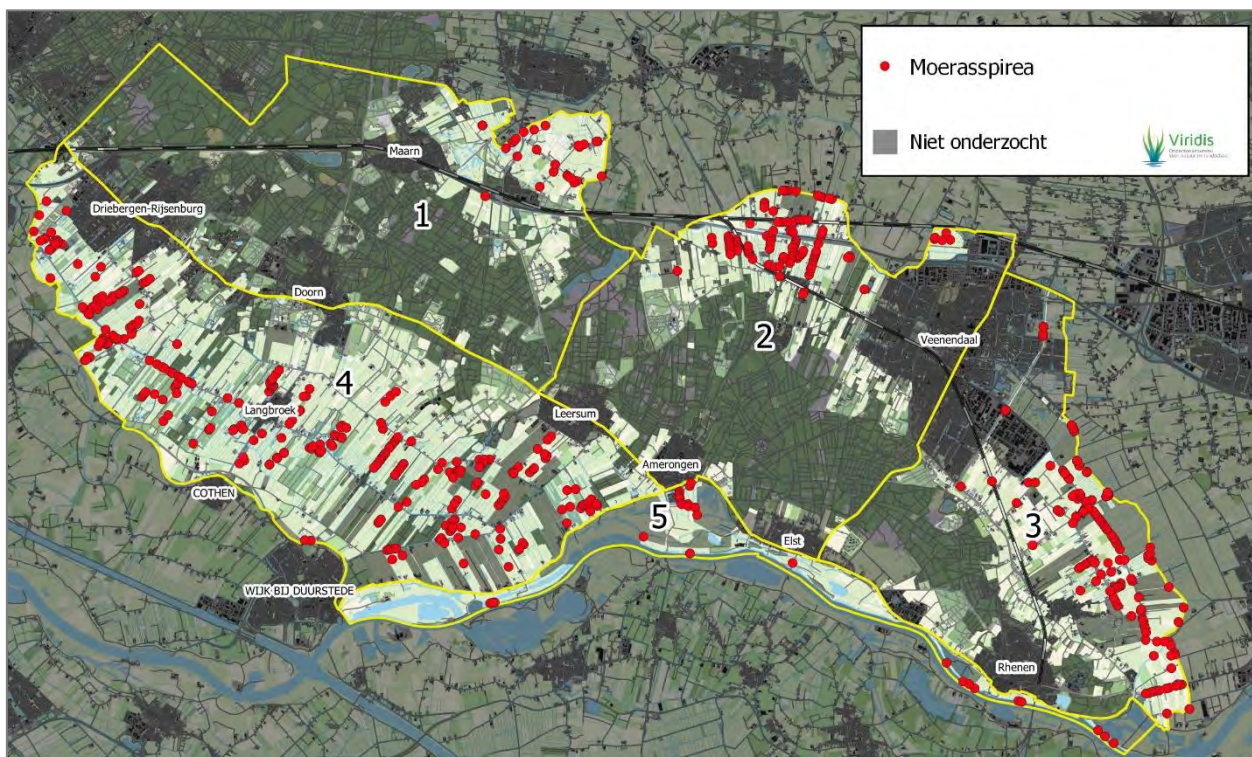 Moerasspirea
Niet onderzocht
Viridis
Maarn
Driebergen-Rijsenburg
1
Doorn
2
Veenendaal
4
Langbroek
Leersum
Amerongen
COTHEN
5
3
Elst
WIJK BIJ DUURSTEDE
Rhenen